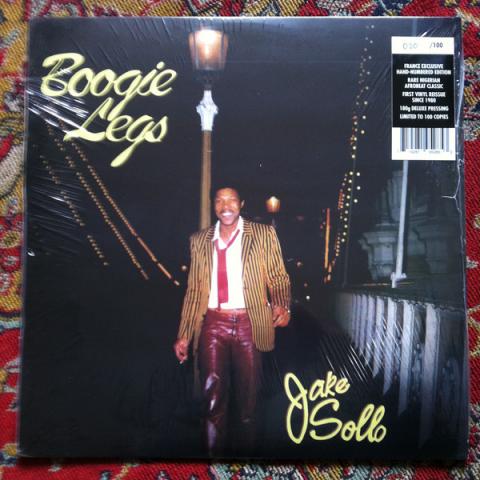 Boogie
Legs
/100
FRANCE EXCLUSIVE
HAND-NUMBERED EDITION
RARE NIGERIAN
AFROBEAT CLASSIC
FIRST VINYL REISSUE
SINCE 1980
180g DELUXE PRESSING
LIMITED TO 100 COPIES
Jake
Sollo